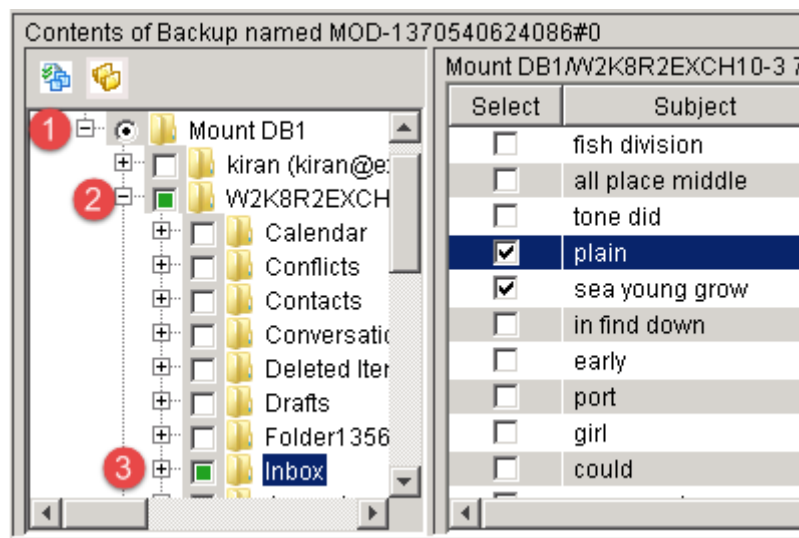 Contents of Backup named MOD-1370540624086#0
1 Mount DB1
kiran (kiran@e
2 W2K8R2EXCH
Calendar
Conflicts
Contacts
Conversatio
Deleted Iter
Drafts
Folder1356
3 Inbox
Mount DB1/W2K8R2EXCH10-3 7
Select Subject
fish division
all place middle
tone did
plain
sea young grow
in find down
early
port
girl
could